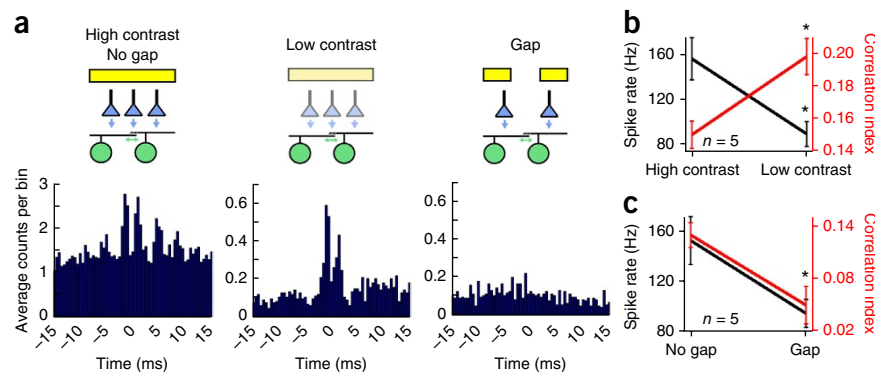 a
High contrast
No gap
Low contrast
Gap
Average counts per bin
3
2
1
0
0.6
0.4
0.2
0
0.6
0.4
0.2
0
–15 –10 –5 0 5 10 15
–15 –10 –5 0 5 10 15
–15 –10 –5 0 5 10 15
Time (ms)
Time (ms)
Time (ms)
b
Spike rate (Hz)
160
120
80
*
*
0.20
0.18
0.16
0.14
Correlation index
n = 5
High contrast
Low contrast
c
Spike rate (Hz)
160
120
80
*
0.14
0.08
0.02
Correlation index
n = 5
No gap
Gap